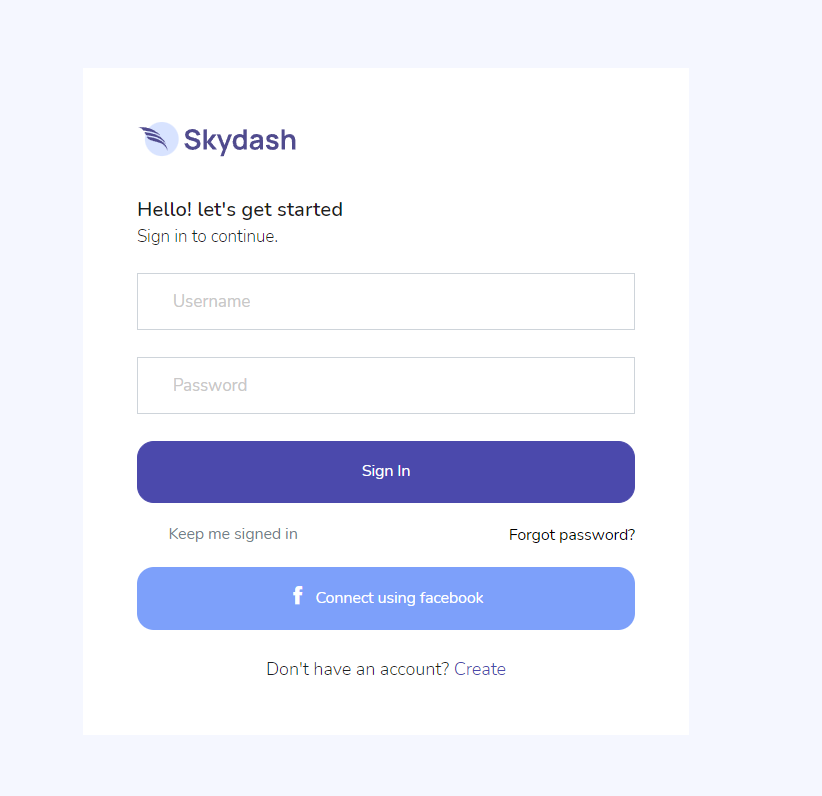 Skydash
Hello! let's get started
Sign in to continue.
Username
Password
Sign In
Keep me signed in Forgot password?
f Connect using facebook
Don't have an account? Create